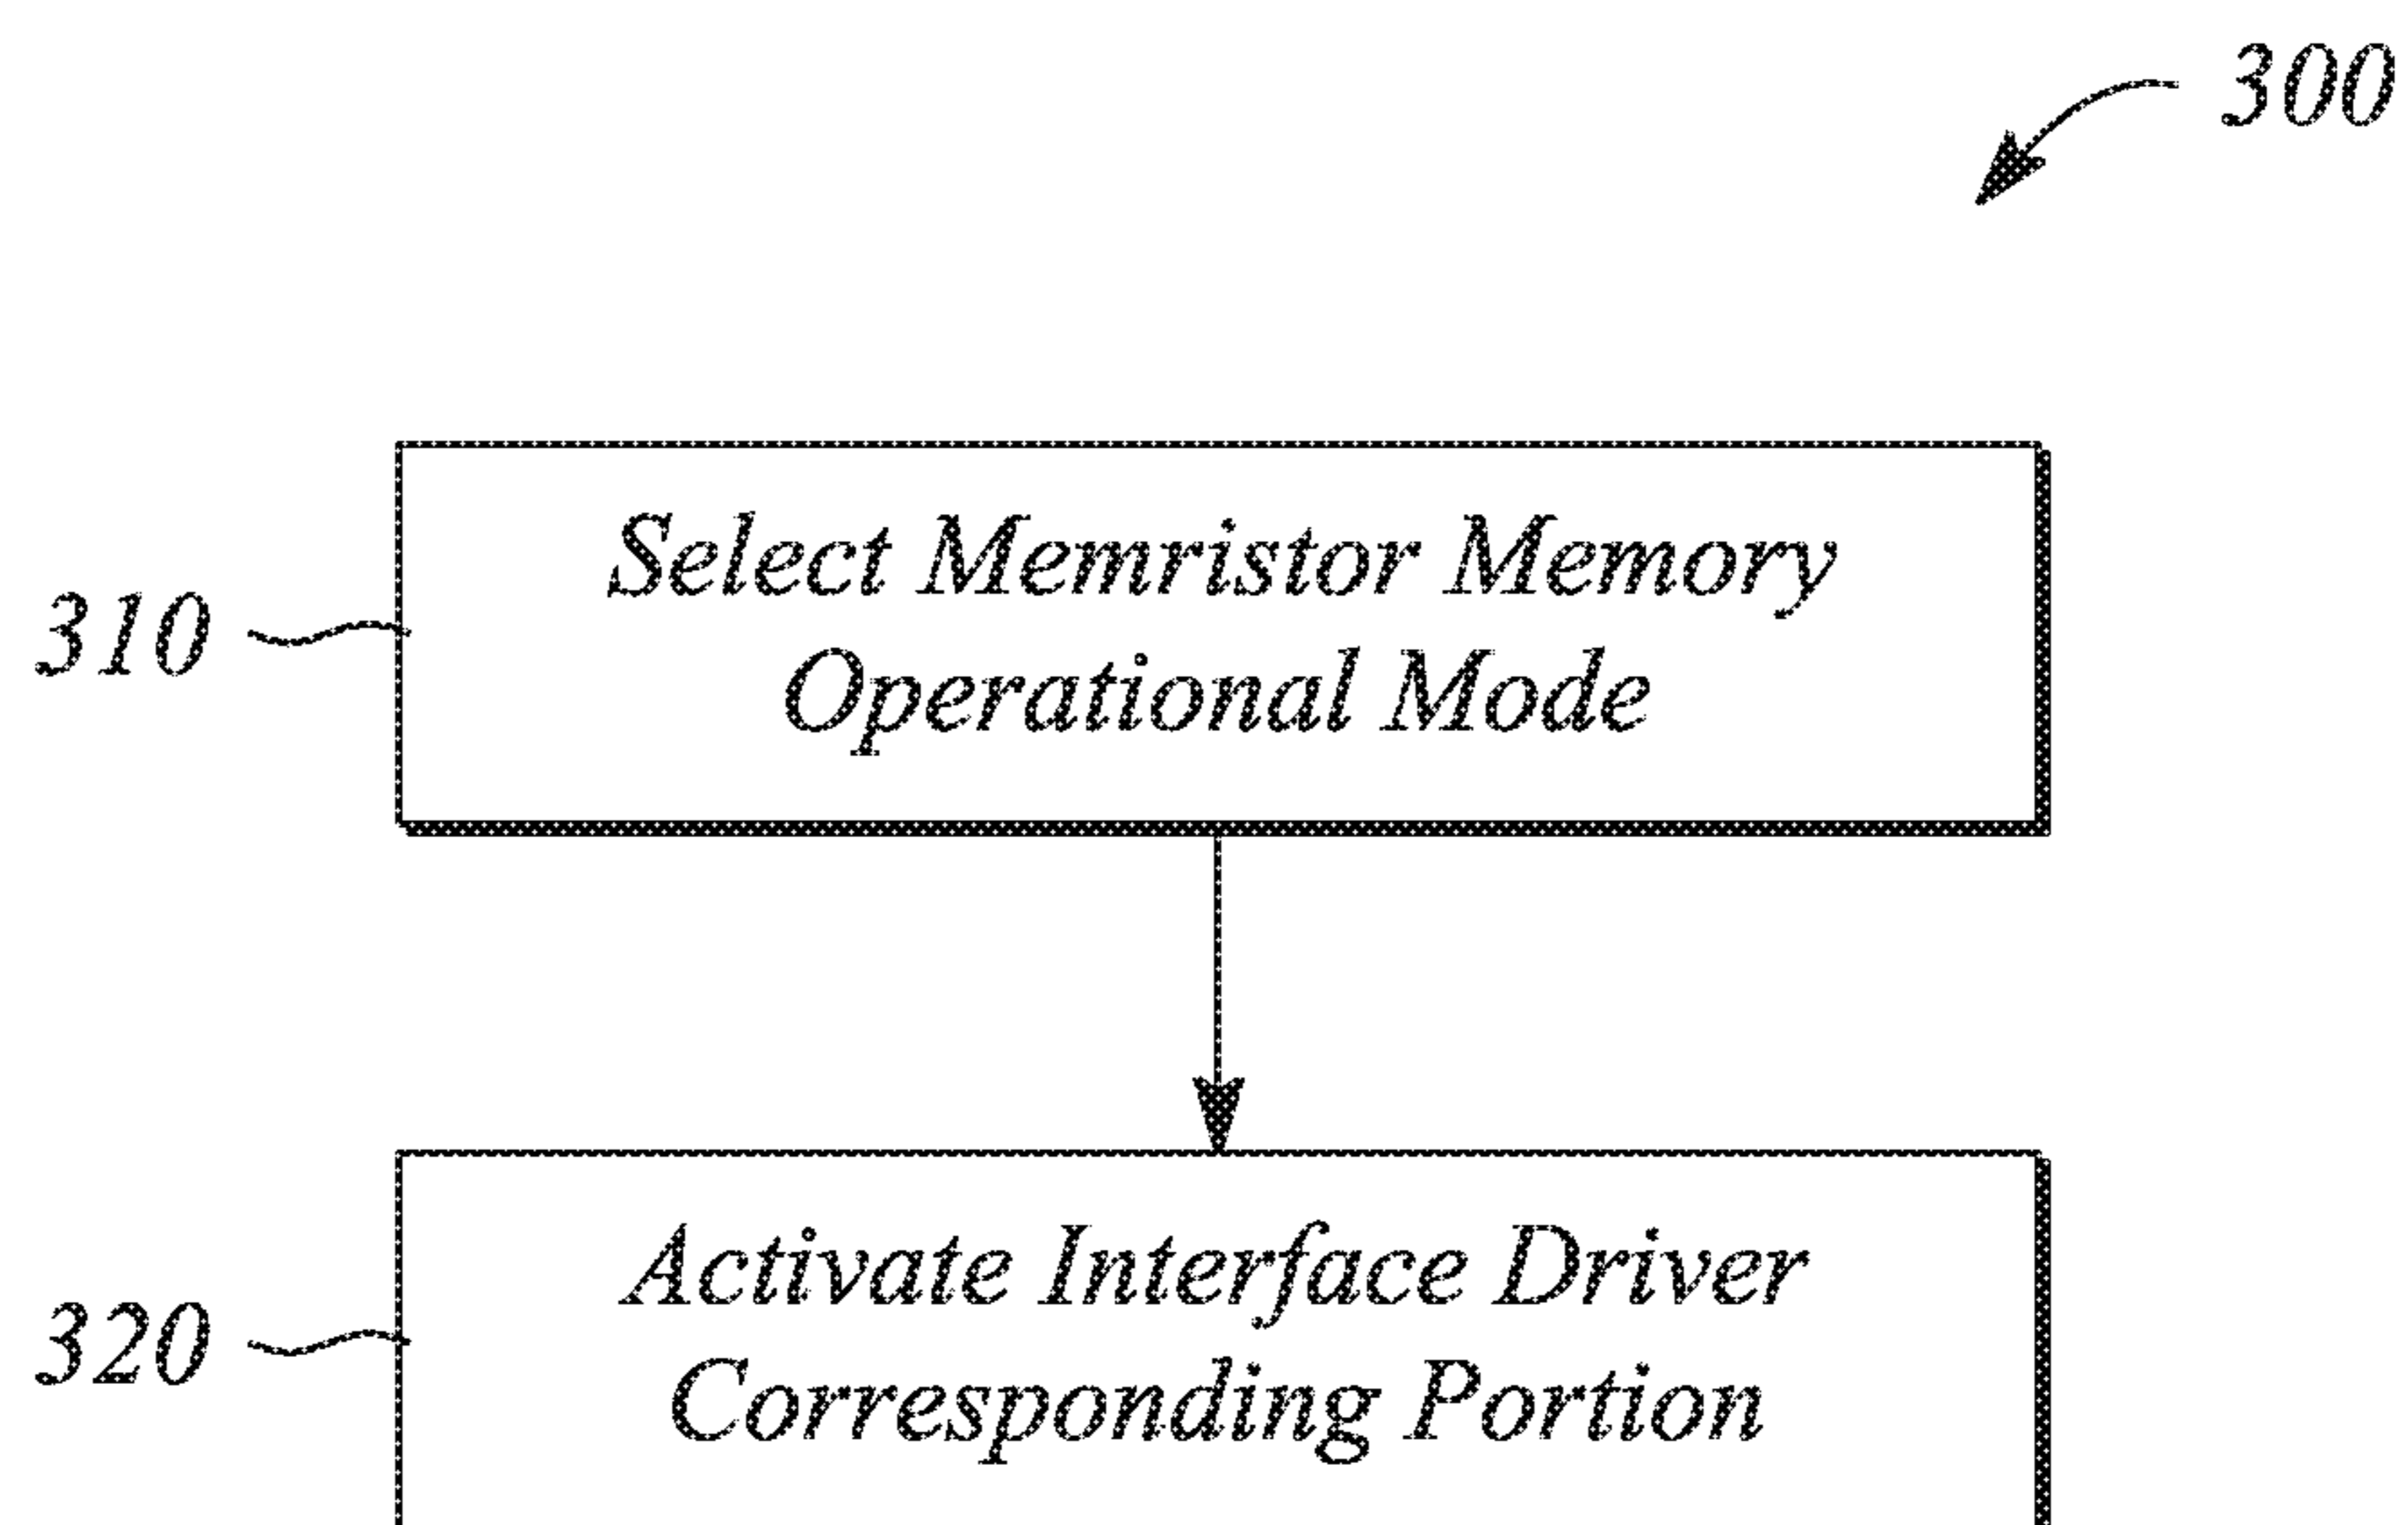 300
310
Select Memristor Memory
Operational Mode
320
Activate Interface Driver
Corresponding Portion